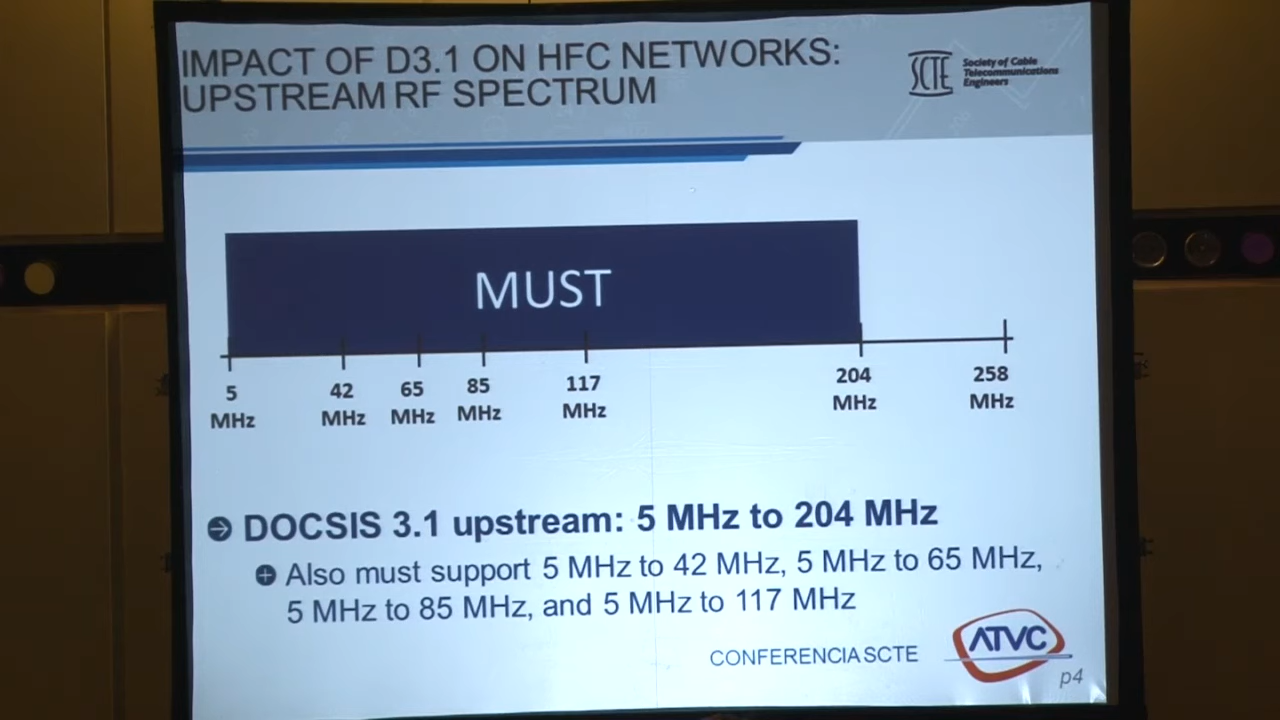 IMPACT OF D3.1 ON HFC NETWORKS:
UPSTREAM RF SPECTRUM
SCTE
Society of Cable
Telecommunications
Engineers
MUST
5 MHz
42 MHz
65 MHz
85 MHz
117 MHz
204 MHz
258 MHz
DOCSIS 3.1 upstream: 5 MHz to 204 MHz
Also must support 5 MHz to 42 MHz, 5 MHz to 65 MHz,
5 MHz to 85 MHz, and 5 MHz to 117 MHz
CONFERENCIA SCTE
ATVC
p4